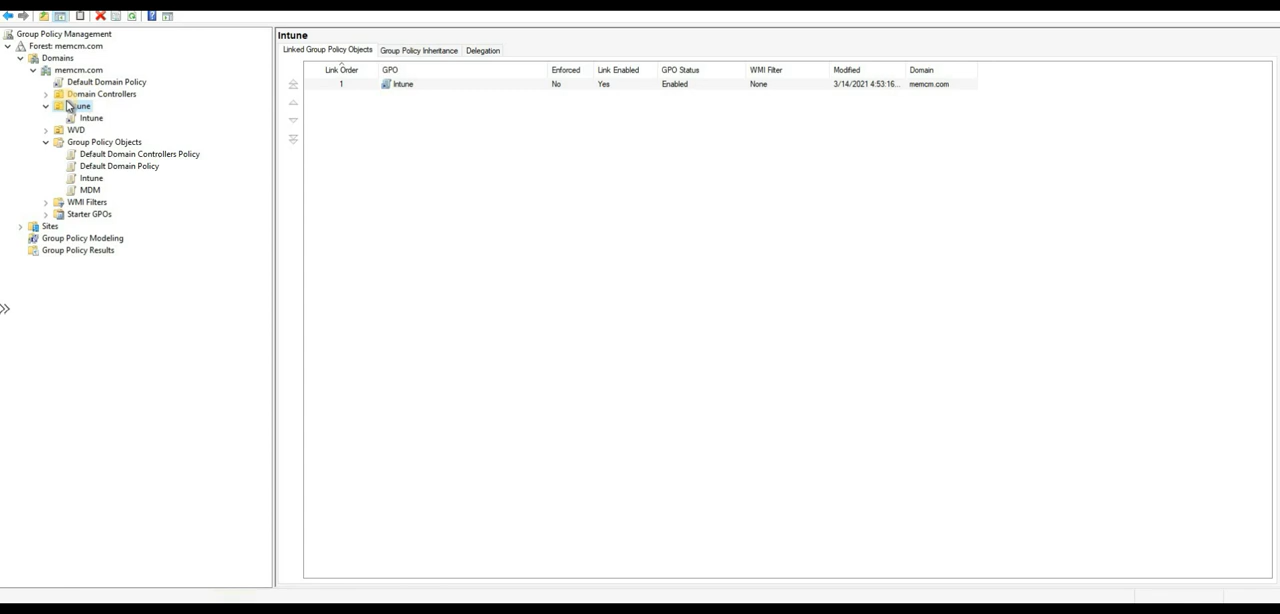 Group Policy Management
Forest: memcm.com
Domains
memcm.com
Default Domain Policy
Domain Controllers
Intune
WVD
Group Policy Objects
Default Domain Controllers Policy
Default Domain Policy
Intune
MDM
WMI Filters
Starter GPOs
Sites
Group Policy Modeling
Group Policy Results
Intune
Linked Group Policy Objects Group Policy Inheritance Delegation
Link Order GPO Enforced Link Enabled GPO Status WMI Filter Modified Domain
1 Intune No Yes Enabled None 3/14/2021 4:53:16... memcm.com